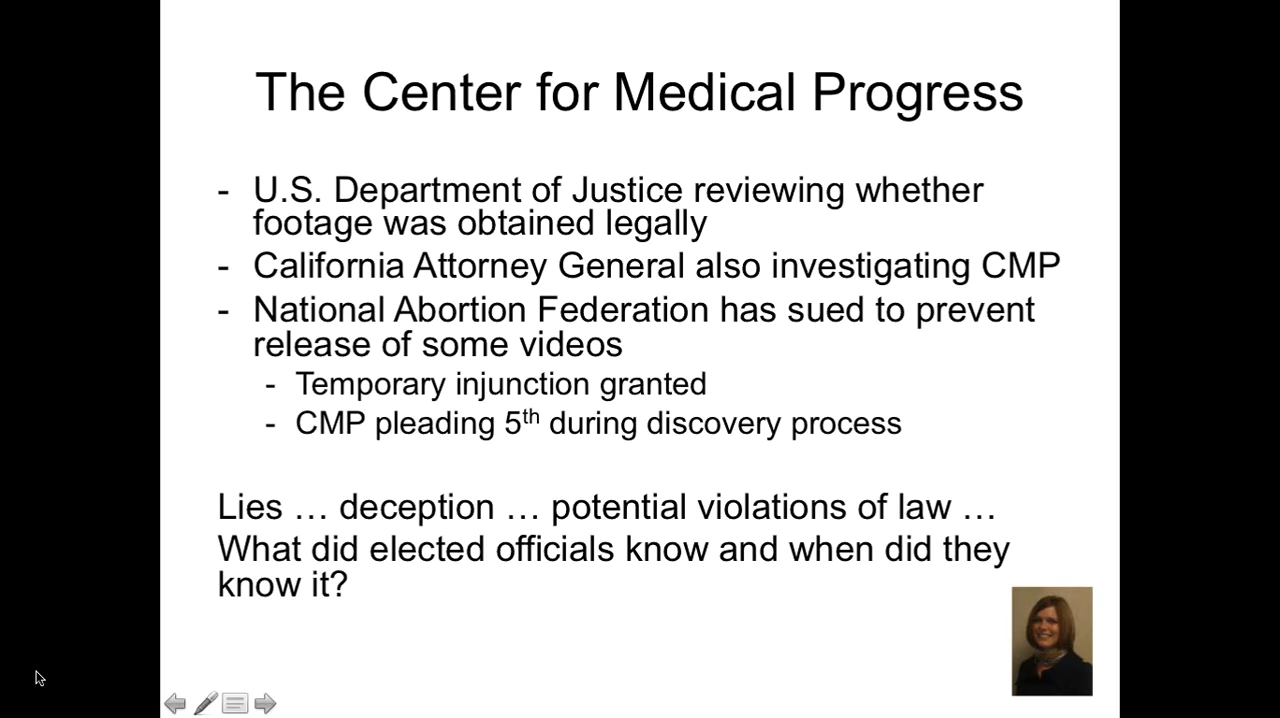 The Center for Medical Progress
- U.S. Department of Justice reviewing whether
footage was obtained legally
- California Attorney General also investigating CMP
- National Abortion Federation has sued to prevent
release of some videos
- Temporary injunction granted
- CMP pleading 5th during discovery process
Lies … deception … potential violations of law …
What did elected officials know and when did they
know it?